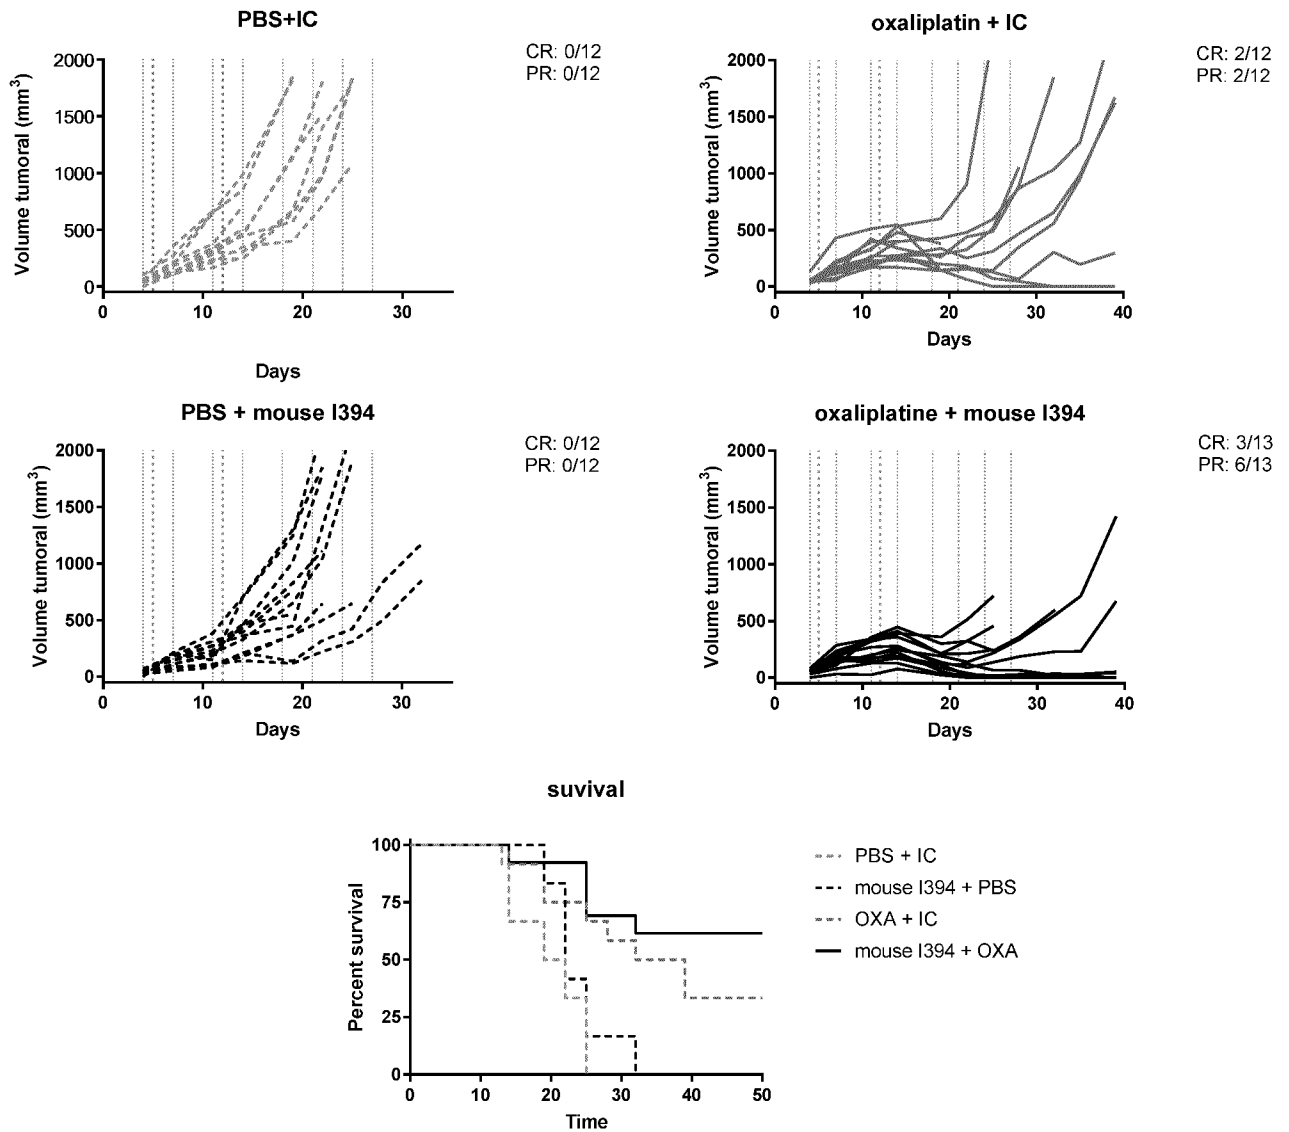 PBS+IC
CR: 0/12
PR: 0/12
Volume tumoral (mm3)
2000
1500
1000
500
0
0 10 20 30
Days
oxaliplatin + IC
CR: 2/12
PR: 2/12
Volume tumoral (mm3)
2000
1500
1000
500
0
0 10 20 30 40
Days
PBS + mouse I394
CR: 0/12
PR: 0/12
Volume tumoral (mm3)
2000
1500
1000
500
0
0 10 20 30
Days
oxaliplatine + mouse I394
CR: 3/13
PR: 6/13
Volume tumoral (mm3)
2000
1500
1000
500
0
0 10 20 30 40
Days
suvival
Percent survival
100
75
50
25
0
0 10 20 30 40 50
Time
PBS + IC
mouse I394 + PBS
OXA + IC
mouse I394 + OXA